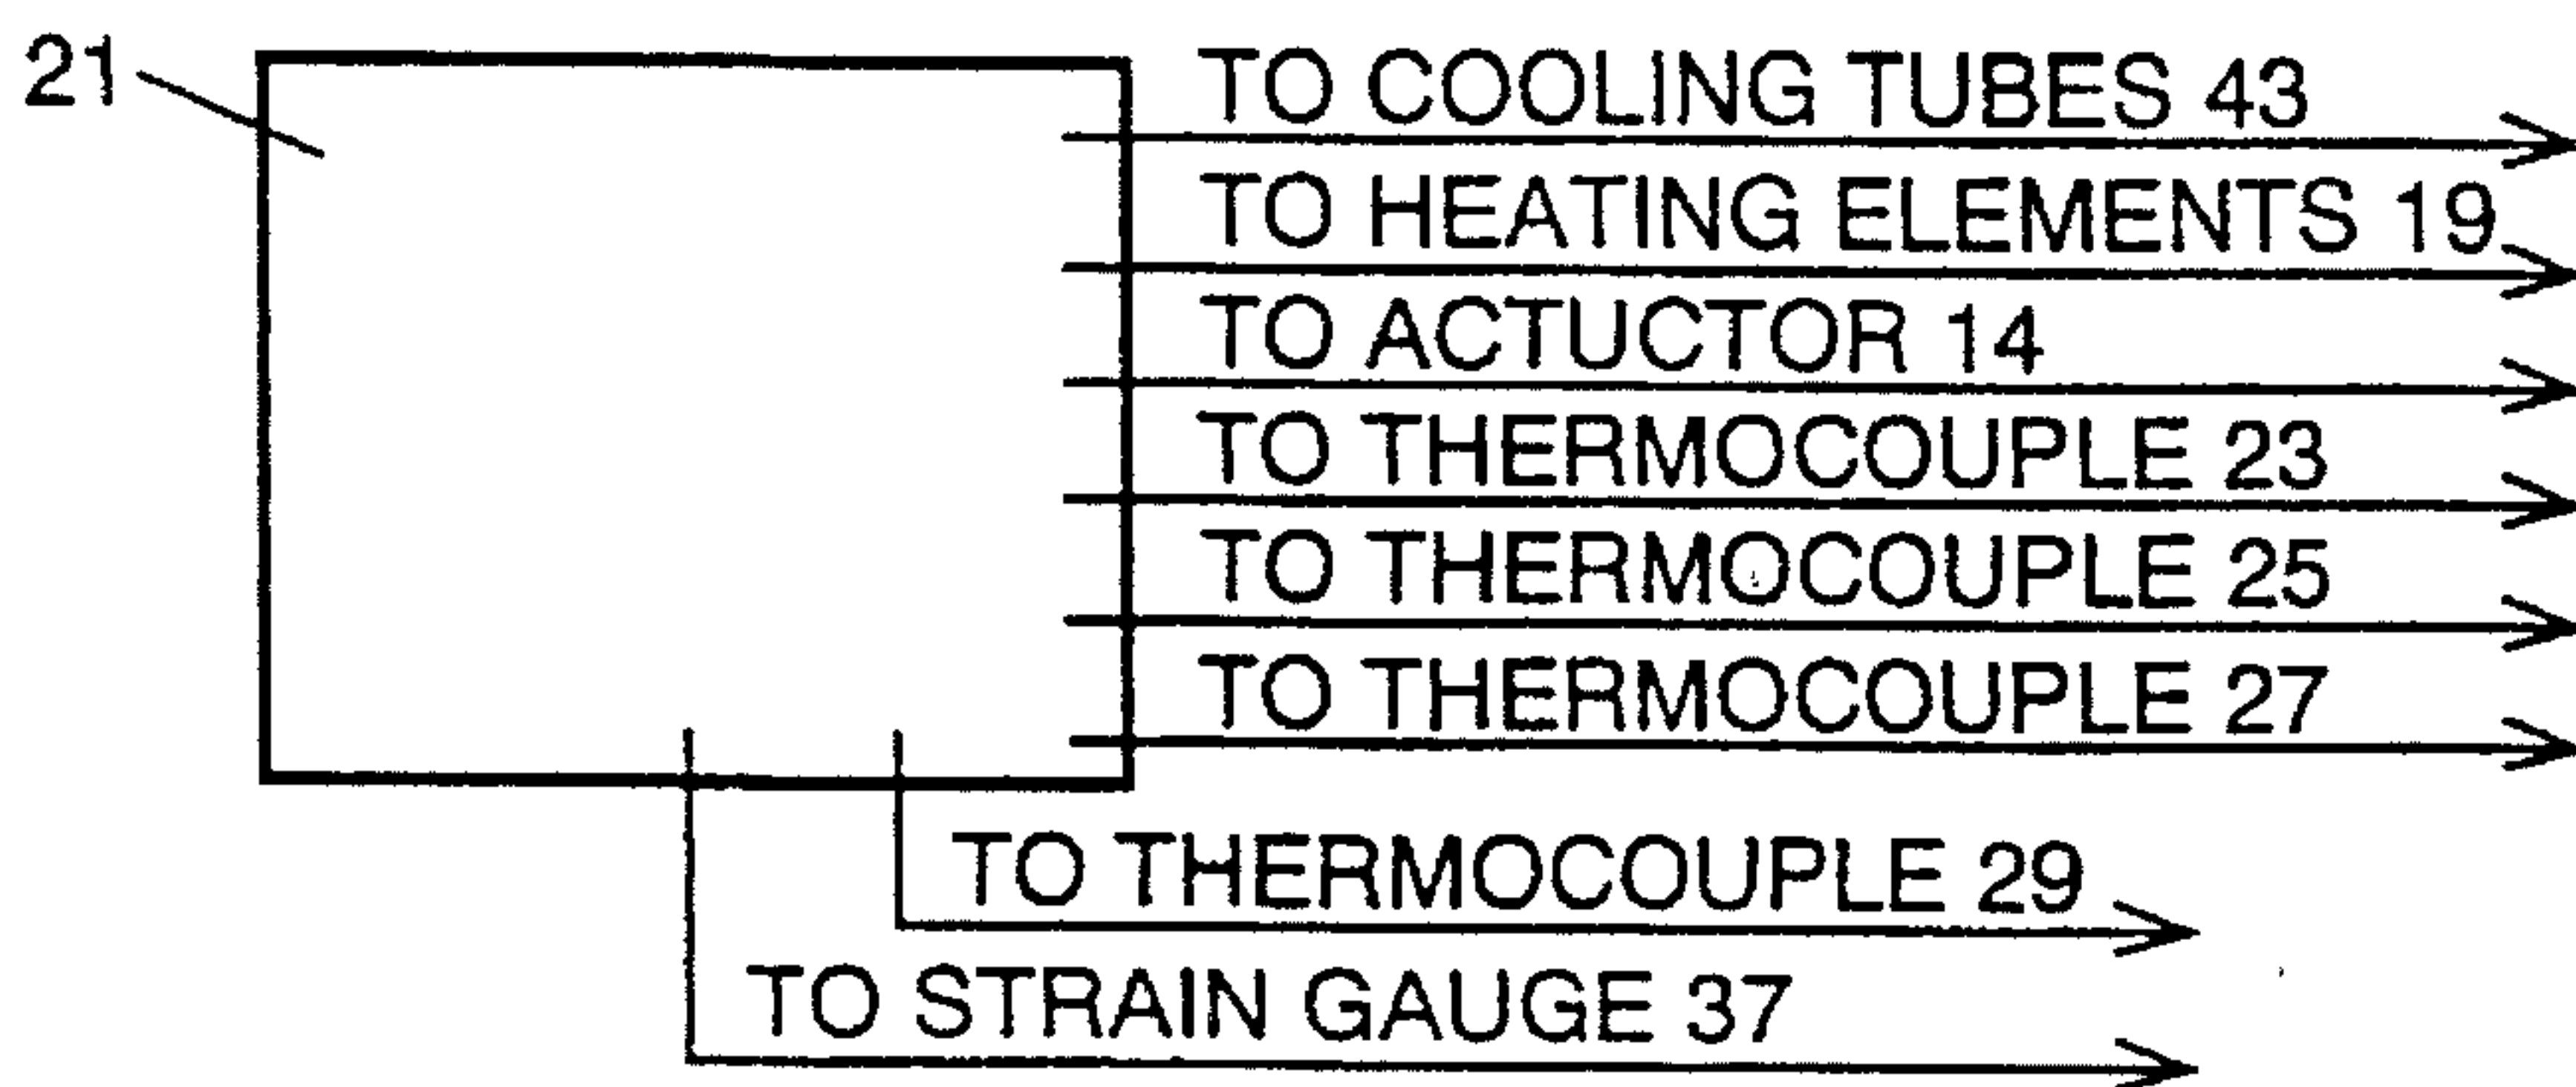 21
TO COOLING TUBES 43
TO HEATING ELEMENTS 19
TO ACTUCTOR 14
TO THERMOCOUPLE 23
TO THERMOCOUPLE 25
TO THERMOCOUPLE 27
TO THERMOCOUPLE 29
TO STRAIN GAUGE 37